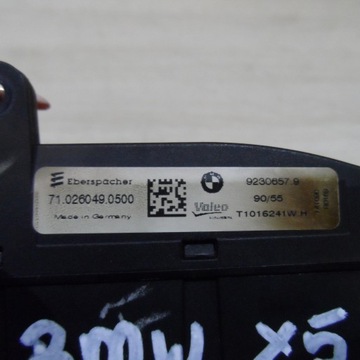 Eberspächer
71.026049.0500
Made in Germany
9230657.9
90/55
Valeo
T1016241W H
BMW X5